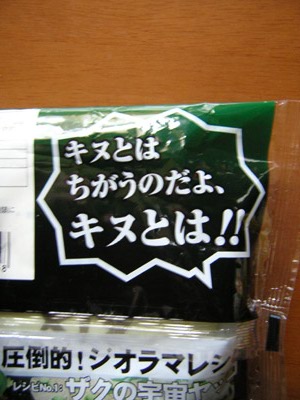 キヌとは
ちがうのだよ、
キヌとは!!
圧倒的!ジオラマレシ
レシピNo.1:
ザクの宇宙